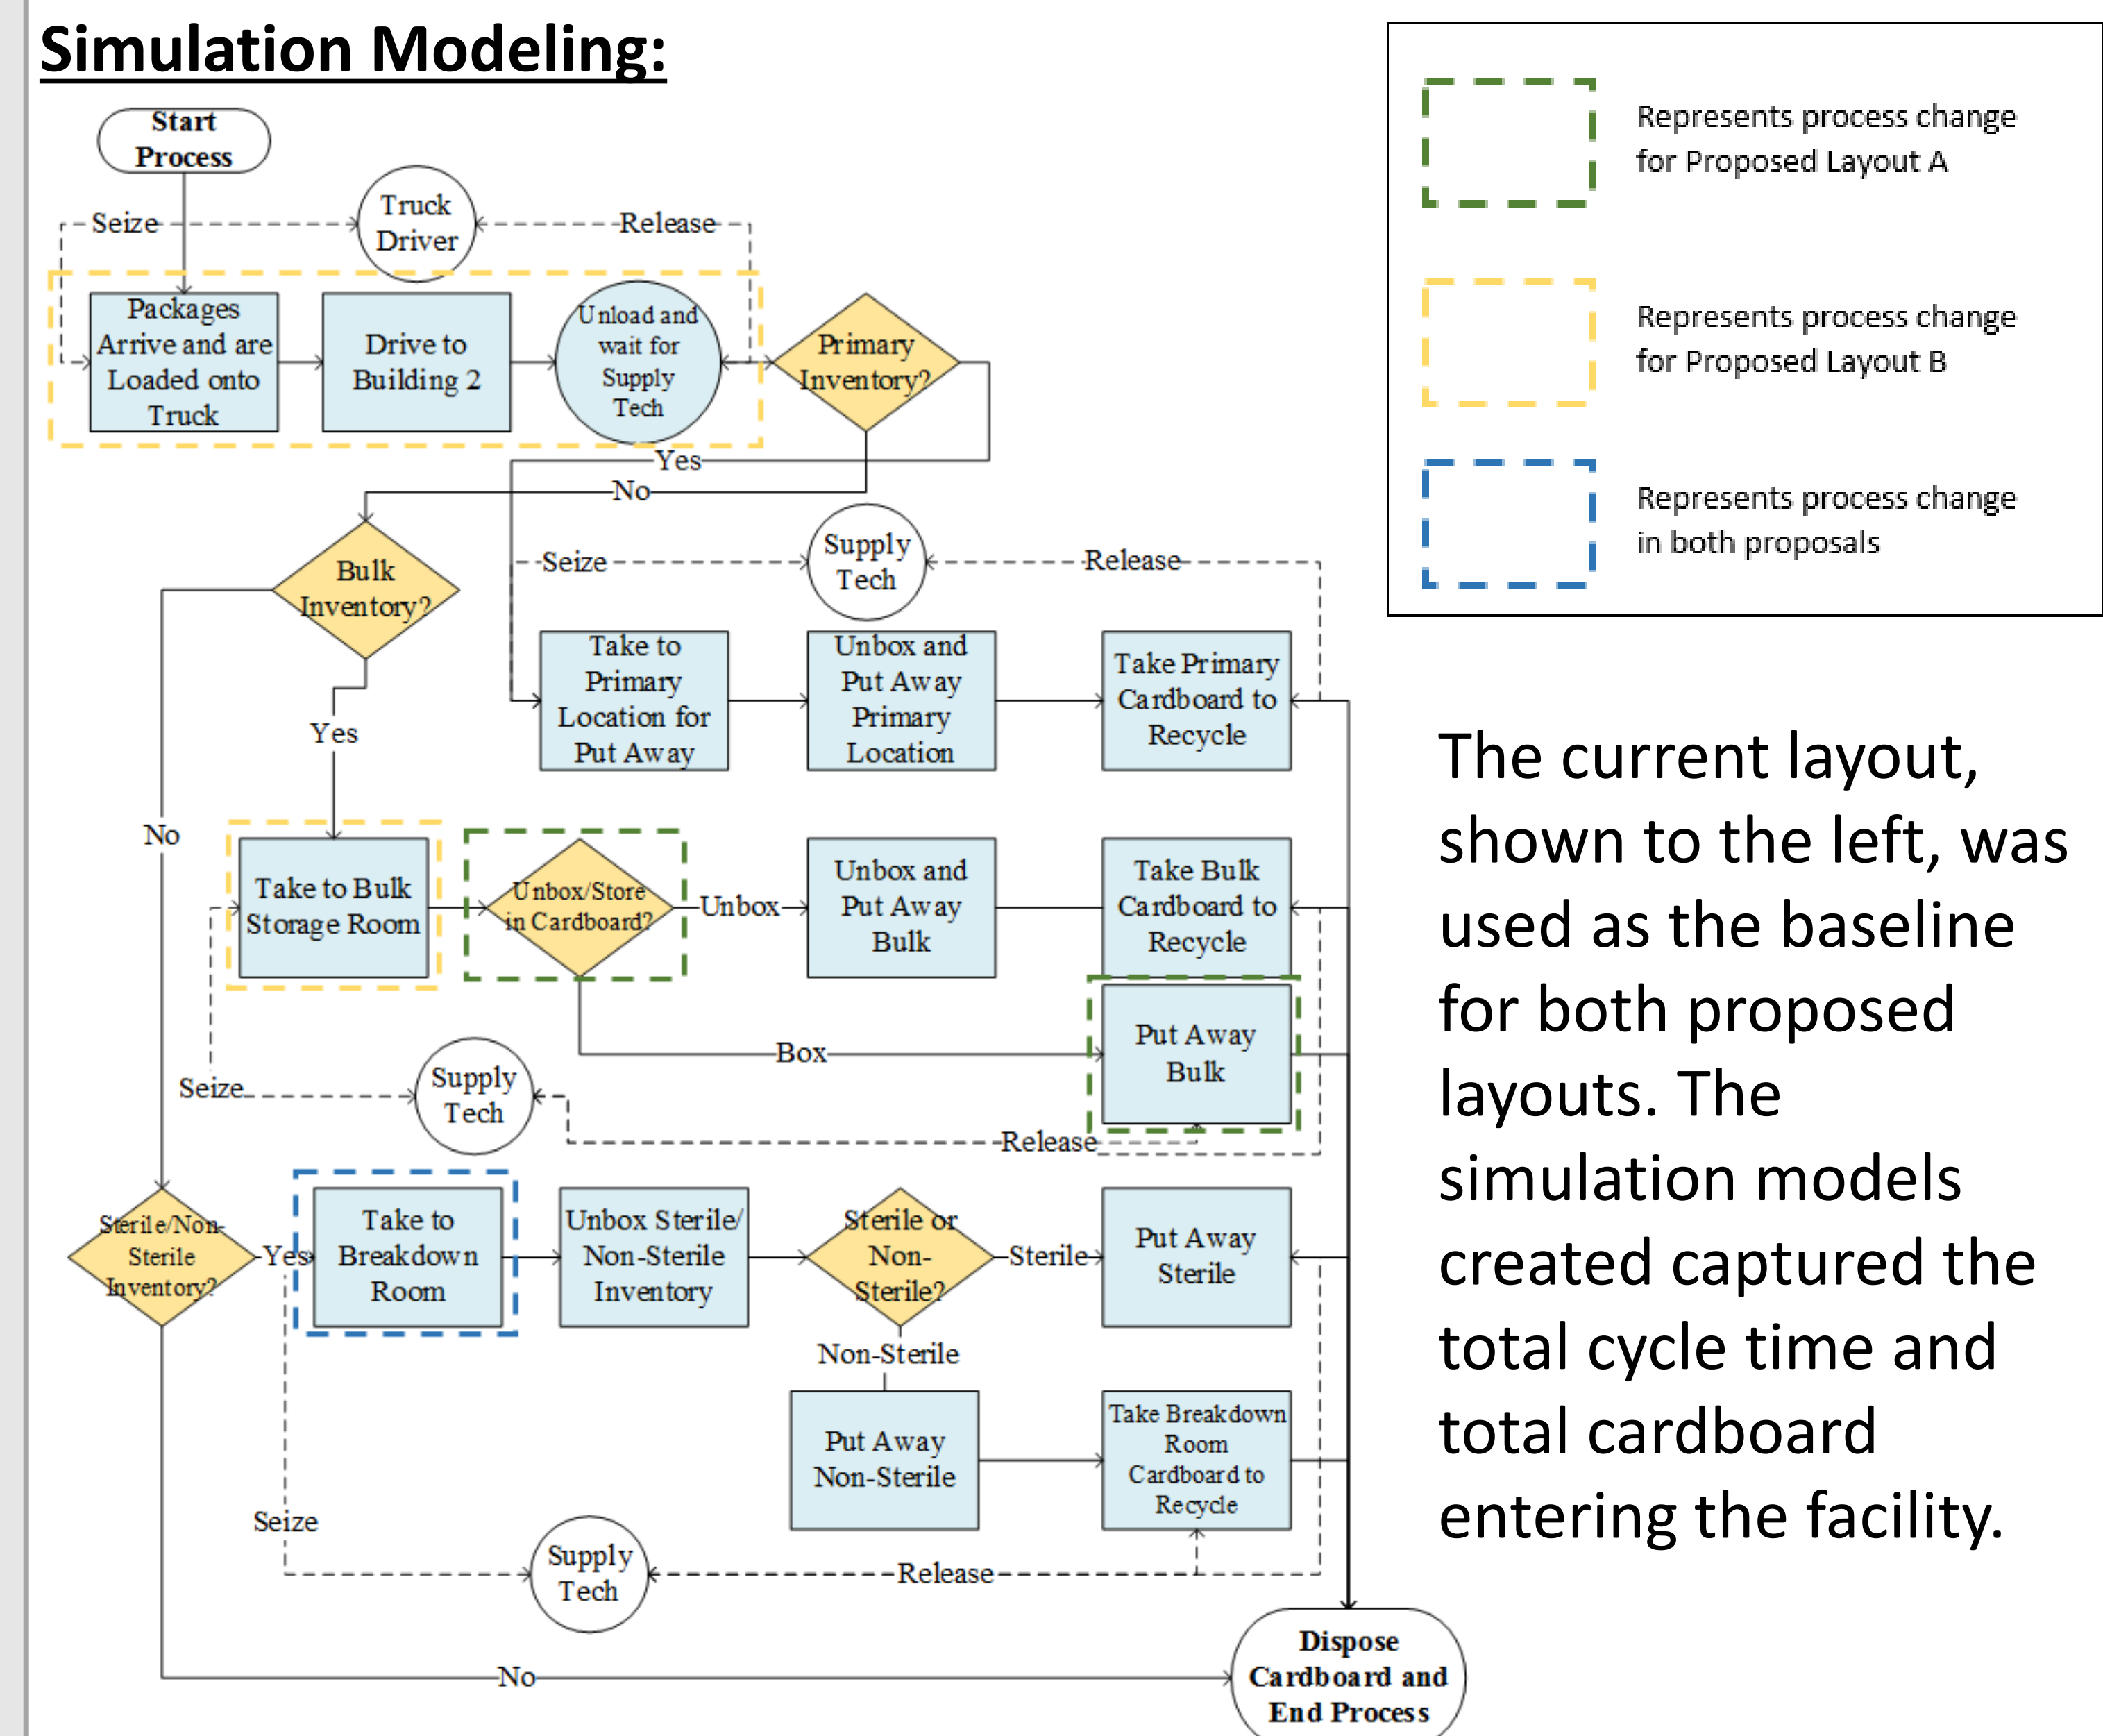 Simulation Modeling:
Start
Process
Truck
Driver
Seize
Release
Packages
Arrive and are
Loaded onto
Truck
Drive to
Building 2
Unload and
wait for
Supply
Tech
Primary
Inventory?
Yes
No
Bulk
Inventory?
Seize
Supply
Tech
Release
Take to
Primary
Location for
Put Away
Unbox and
Put Away
Primary
Location
Take Primary
Cardboard to
Recycle
Yes
No
Take to Bulk
Storage Room
Unbox/Store
in Cardboard?
Unbox
Unbox and
Put Away
Bulk
Take Bulk
Cardboard to
Recycle
Box
Put Away
Bulk
Seize
Supply
Tech
Release
Sterile/Non-
Sterile
Inventory?
Yes
Take to
Breakdown
Room
Unbox Sterile/
Non-Sterile
Inventory
Sterile or
Non-
Sterile?
Sterile
Put Away
Sterile
Non-Sterile
Put Away
Non-Sterile
Take Breakdown
Room
Cardboard to
Recycle
Seize
Supply
Tech
Release
No
Dispose
Cardboard and
End Process
Represents process change
for Proposed Layout A
Represents process change
for Proposed Layout B
Represents process change
in both proposals
The current layout,
shown to the left, was
used as the baseline
for both proposed
layouts. The
simulation models
created captured the
total cycle time and
total cardboard
entering the facility.